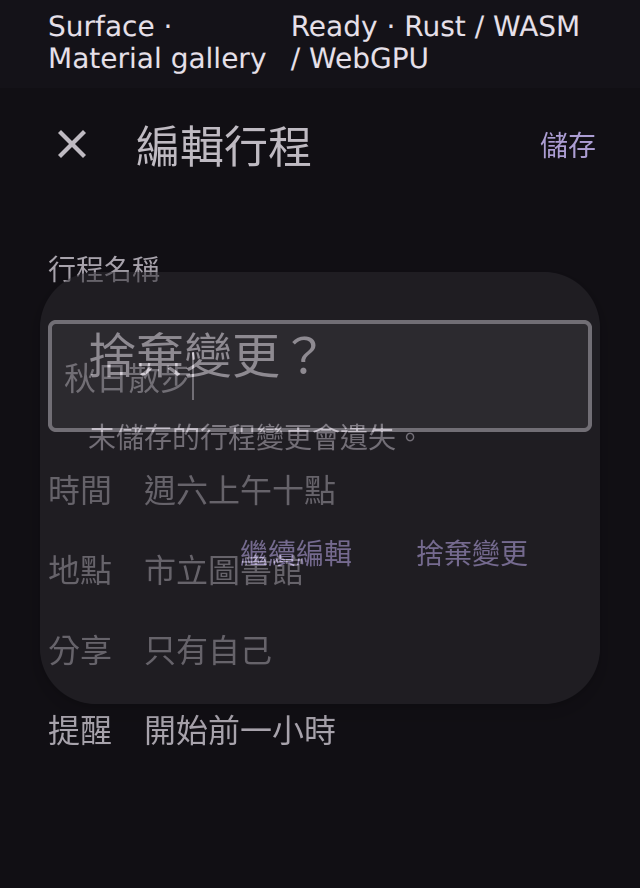 Surface · Material gallery
Ready · Rust / WASM / WebGPU
編輯行程
儲存
行程名稱
捨棄變更？
秋日散步
未儲存的行程變更會遺失。
時間 週六上午十點
繼續編輯 捨棄變更
地點 市立圖書館
分享 只有自己
提醒 開始前一小時